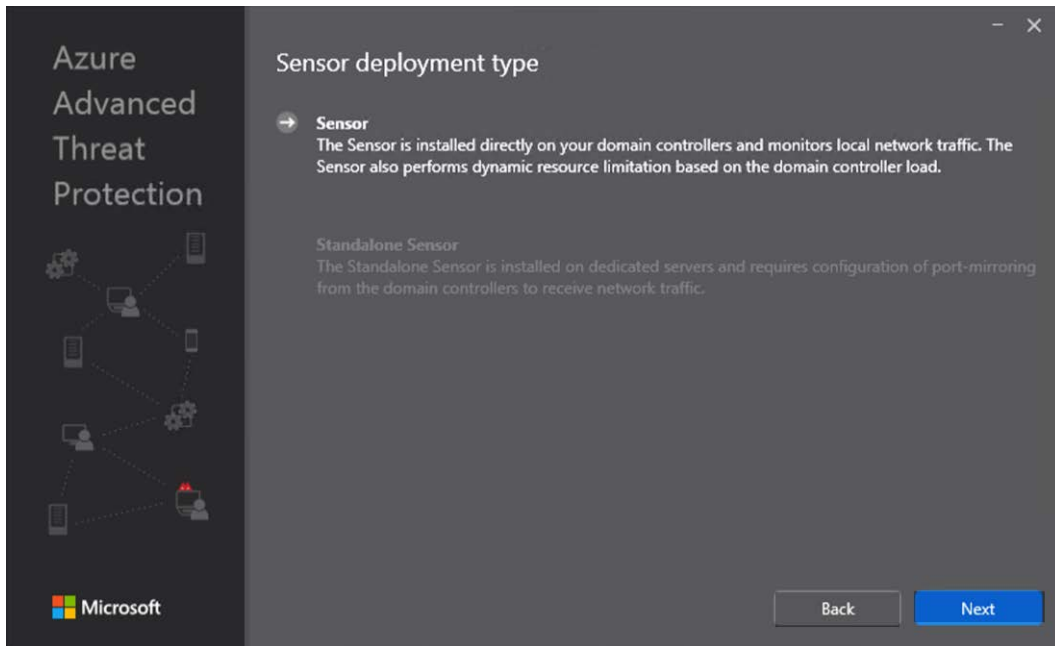 Azure
Advanced
Threat
Protection
Sensor deployment type
Sensor
The Sensor is installed directly on your domain controllers and monitors local network traffic. The
Sensor also performs dynamic resource limitation based on the domain controller load.
Standalone Sensor
The Standalone Sensor is installed on dedicated servers and requires configuration of port-mirroring
from the domain controllers to receive network traffic.
Microsoft
Back
Next